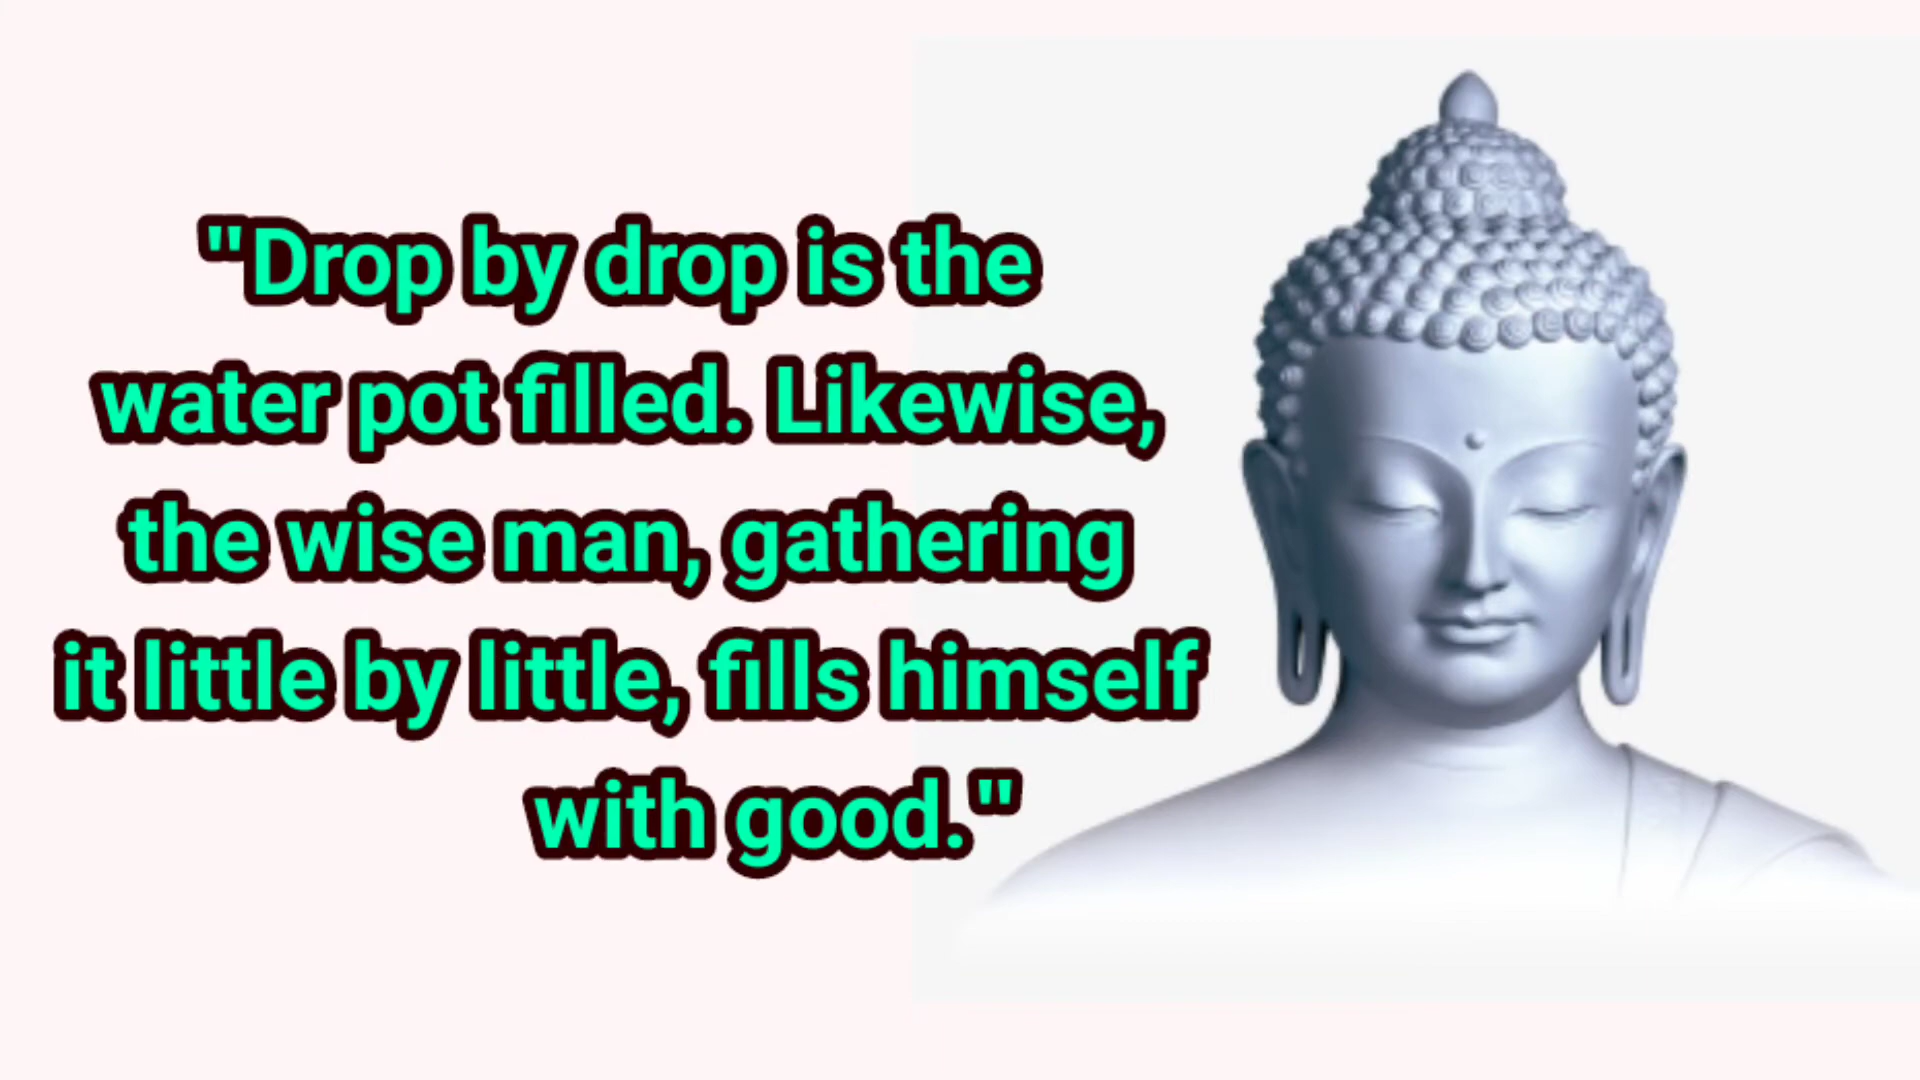 "Drop by drop is the
water pot filled. Likewise,
the wise man, gathering
it little by little, fills himself
with good."